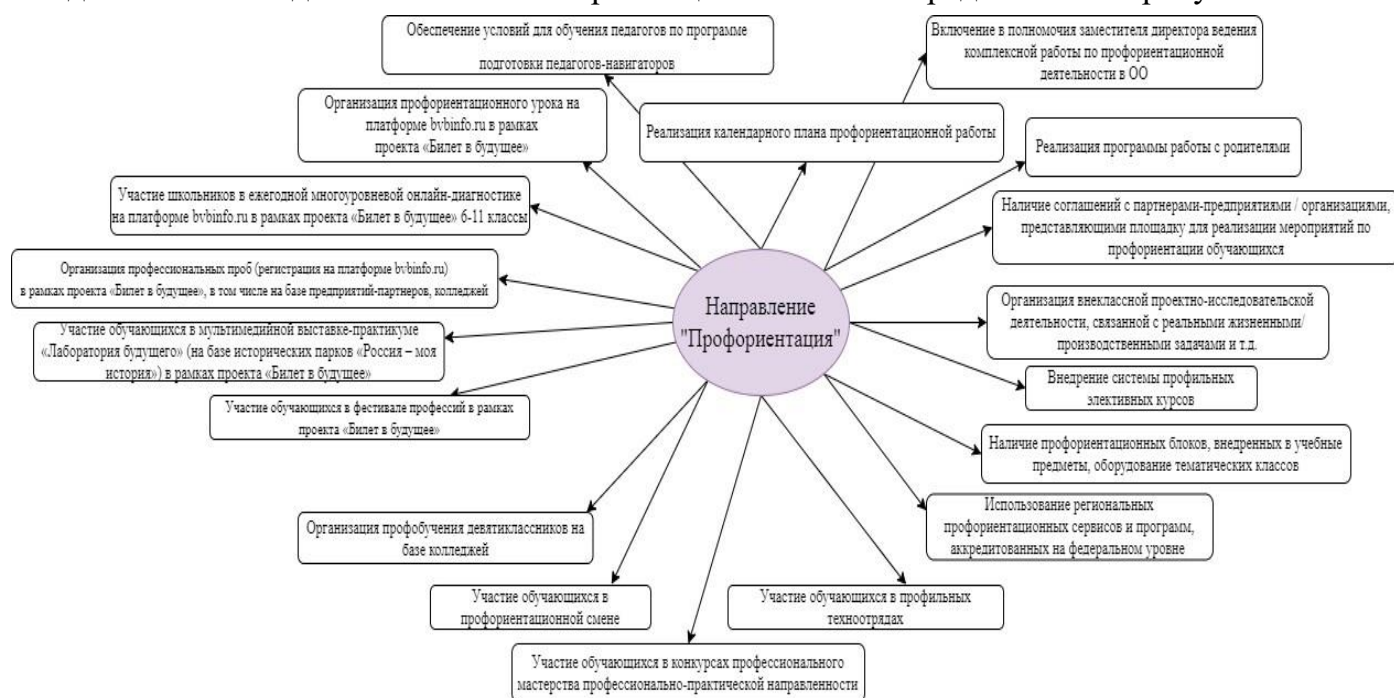 Обеспечение условий для обучения педагогов по программе
подготовки педагогов-навигаторов
Включение в полномочия заместителя директора ведения
комплексной работы по профориентационной
деятельности в ОО
Организация профориентационного урока на
платформе bvbinfo.ru в рамках
проекта «Билет в будущее»
Реализация календарного плана профориентационной работы
Реализация программы работы с родителями
Участие школьников в ежегодной многоуровневой онлайн-диагностике
на платформе bvbinfo.ru в рамках проекта «Билет в будущее» 6-11 классы
Наличие соглашений с партнерами-предприятиями / организациями,
представляющими площадку для реализации мероприятий по
профориентации обучающихся
Организация профессиональных проб (регистрация на платформе bvbinfo.ru)
в рамках проекта «Билет в будущее», в том числе на базе предприятий-партнеров, колледжей
Направление
"Профориентация"
Организация внеклассной проектно-исследовательской
деятельности, связанной с реальными жизненными/
производственными задачами и т.д.
Участие обучающихся в мультимедийной выставке-практикуме
«Лаборатория будущего» (на базе исторических парков «Россия – моя
история») в рамках проекта «Билет в будущее»
Внедрение системы профильных
элективных курсов
Участие обучающихся в фестивале профессий в рамках
проекта «Билет в будущее»
Наличие профориентационных блоков, внедренных в учебные
предметы, оборудование тематических классов
Организация профобучения девятиклассников на
базе колледжей
Использование региональных
профориентационных сервисов и программ,
аккредитованных на федеральном уровне
Участие обучающихся в
профориентационной смене
Участие обучающихся в профильных
техноотрядах
Участие обучающихся в конкурсах профессионального
мастерства профессионально-практической направленности